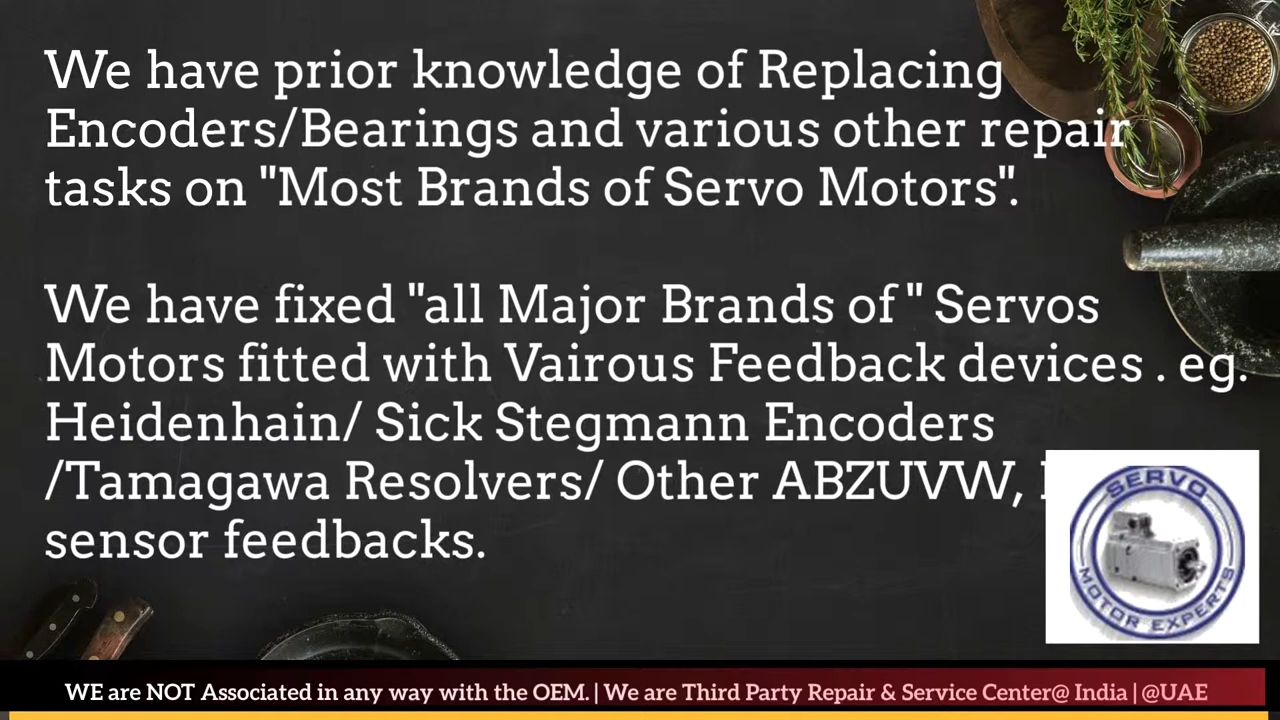 We have prior knowledge of Replacing
Encoders/Bearings and various other repair
tasks on "Most Brands of Servo Motors".
We have fixed "all Major Brands of " Servos
Motors fitted with Vairous Feedback devices . eg.
Heidenhain/ Sick Stegmann Encoders
/Tamagawa Resolvers/ Other ABZUVW,
sensor feedbacks.
SERVO
MOTOR EXPERTS
WE are NOT Associated in any way with the OEM. | We are Third Party Repair & Service Center@ India | @UAE